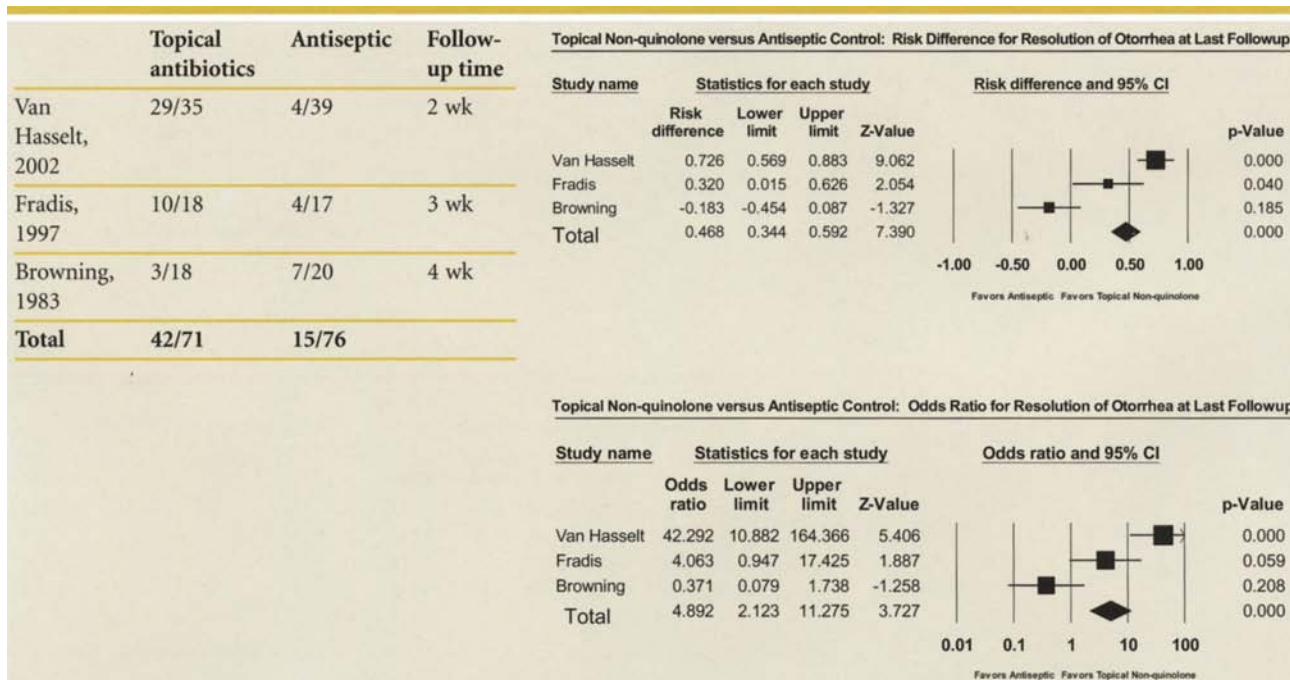 Topical antibiotics Antiseptic Follow-up time
Van Hasselt, 2002 29/35 4/39 2 wk
Fradis, 1997 10/18 4/17 3 wk
Browning, 1983 3/18 7/20 4 wk
Total 42/71 15/76
Topical Non-quinolone versus Antiseptic Control: Risk Difference for Resolution of Otorrhea at Last Followup
Study name Statistics for each study Risk difference and 95% CI
Risk difference Lower limit Upper limit Z-Value p-Value
Van Hasselt 0.726 0.569 0.883 9.062 0.000
Fradis 0.320 0.015 0.626 2.054 0.040
Browning -0.183 -0.454 0.087 -1.327 0.185
Total 0.468 0.344 0.592 7.390 0.000
-1.00 -0.50 0.00 0.50 1.00
Favors Antiseptic Favors Topical Non-quinolone
Topical Non-quinolone versus Antiseptic Control: Odds Ratio for Resolution of Otorrhea at Last Followup
Study name Statistics for each study Odds ratio and 95% CI
Odds ratio Lower limit Upper limit Z-Value p-Value
Van Hasselt 42.292 10.882 164.366 5.406 0.000
Fradis 4.063 0.947 17.425 1.887 0.059
Browning 0.371 0.079 1.738 -1.258 0.208
Total 4.892 2.123 11.275 3.727 0.000
0.01 0.1 1 10 100
Favors Antiseptic Favors Topical Non-quinolone